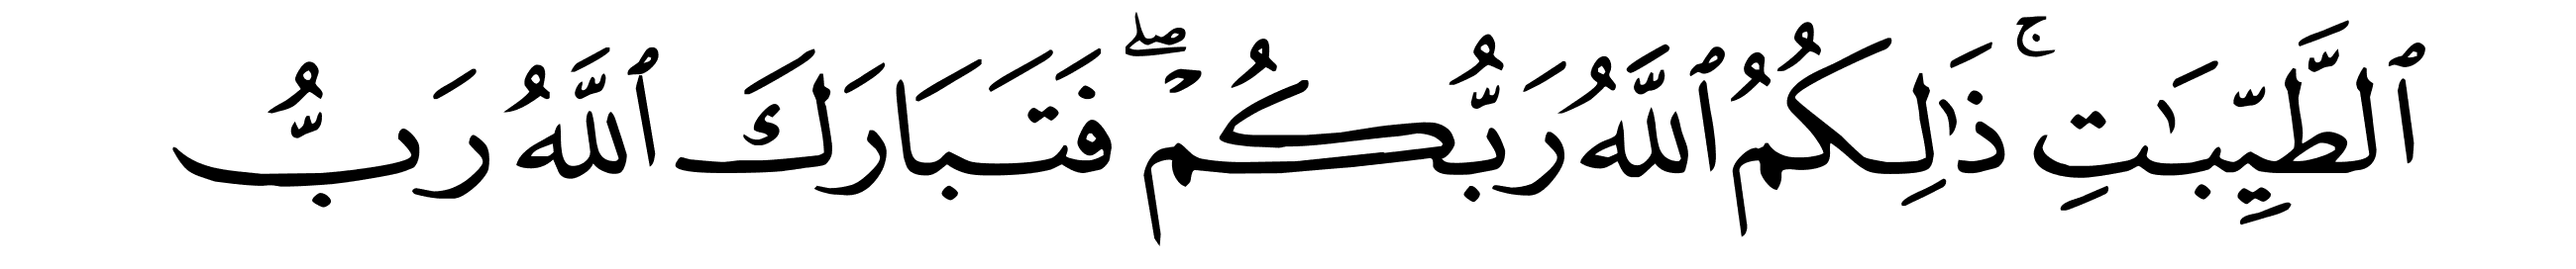 ٱلطَّيِّبَـٰتِ ۚ ذَٰلِكُمُ ٱللَّهُ رَبُّكُمْ ۖ فَتَبَارَكَ ٱللَّهُ رَبُّ